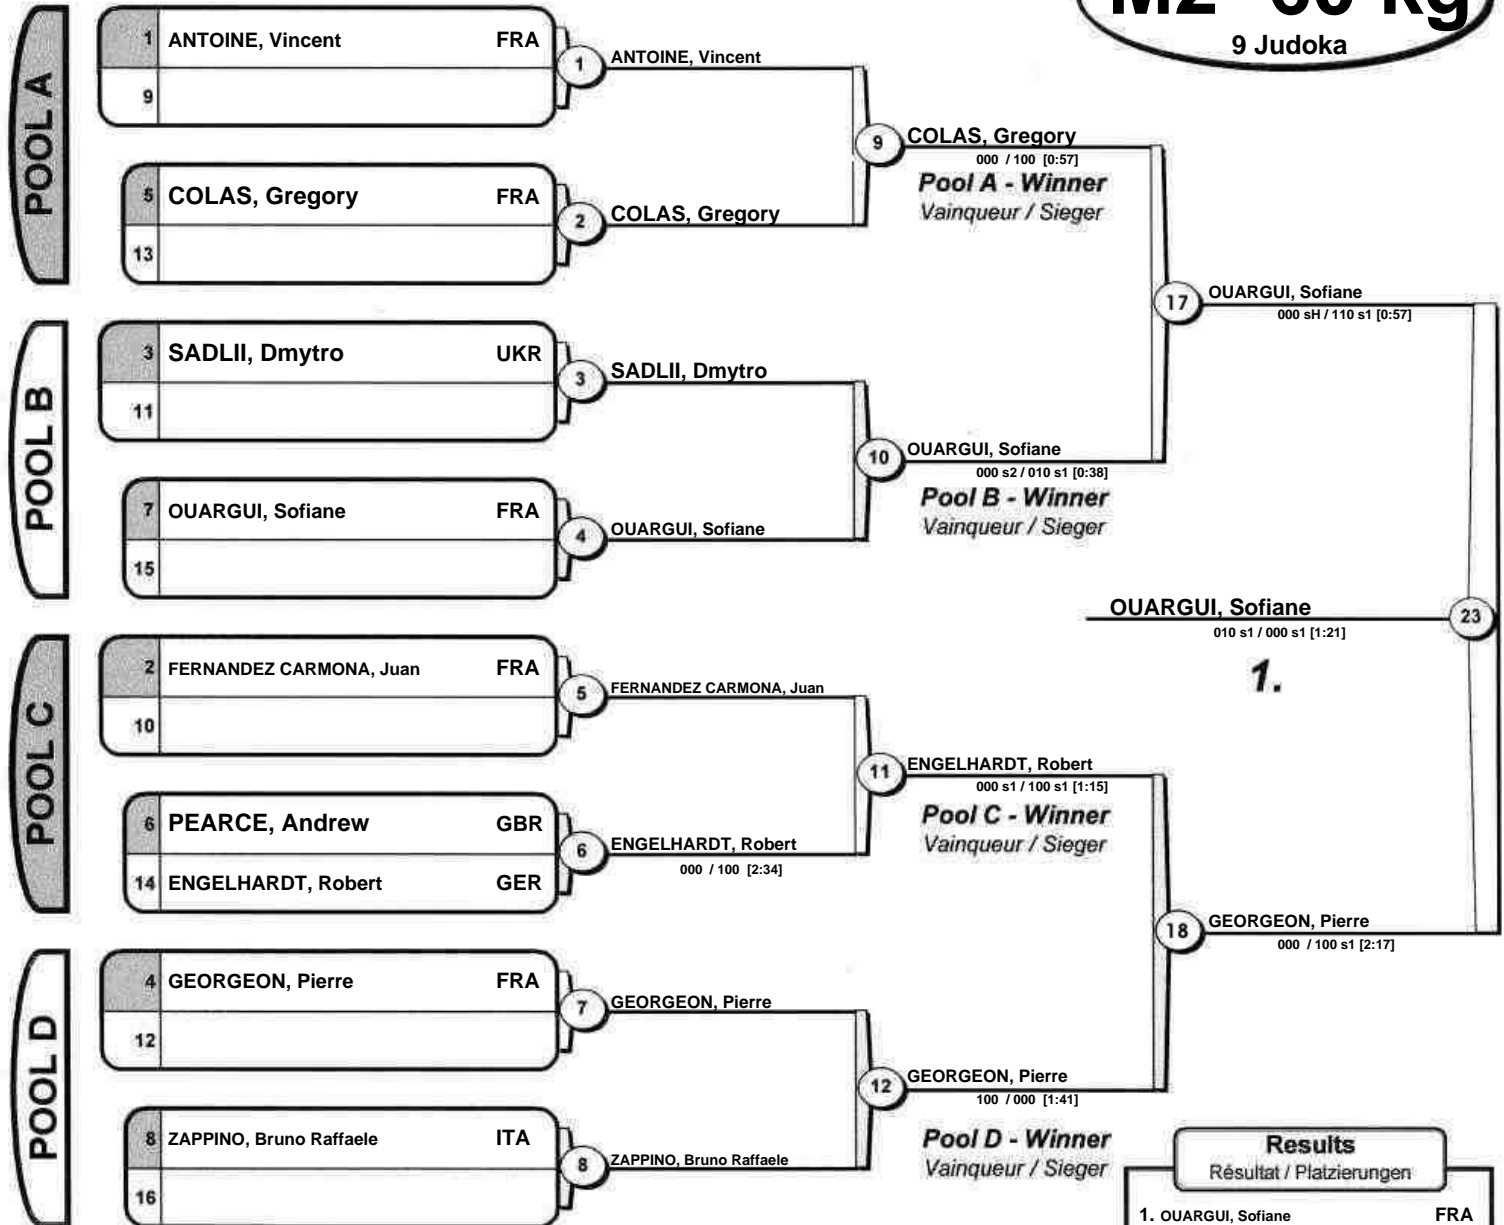 M2 -60 kg
9 Judoka
POOL A
1 ANTOINE, Vincent FRA
9
1 ANTOINE, Vincent
5 COLAS, Gregory FRA
13
2 COLAS, Gregory
9 COLAS, Gregory
000 / 100 [0:57]
Pool A - Winner
Vainqueur / Sieger
POOL B
3 SADLII, Dmytro UKR
11
3 SADLII, Dmytro
7 OUARGUI, Sofiane FRA
15
4 OUARGUI, Sofiane
10 OUARGUI, Sofiane
000 s2 / 010 s1 [0:38]
Pool B - Winner
Vainqueur / Sieger
17 OUARGUI, Sofiane
000 sH / 110 s1 [0:57]
OUARGUI, Sofiane 23
010 s1 / 000 s1 [1:21]
1.
POOL C
2 FERNANDEZ CARMONA, Juan FRA
10
5 FERNANDEZ CARMONA, Juan
6 PEARCE, Andrew GBR
14 ENGELHARDT, Robert GER
6 ENGELHARDT, Robert
000 / 100 [2:34]
11 ENGELHARDT, Robert
000 s1 / 100 s1 [1:15]
Pool C - Winner
Vainqueur / Sieger
POOL D
4 GEORGEON, Pierre FRA
12
7 GEORGEON, Pierre
8 ZAPPINO, Bruno Raffaele ITA
16
8 ZAPPINO, Bruno Raffaele
12 GEORGEON, Pierre
100 / 000 [1:41]
Pool D - Winner
Vainqueur / Sieger
18 GEORGEON, Pierre
000 / 100 s1 [2:17]
Results
Résultat / Platzierungen
1. OUARGUI, Sofiane FRA